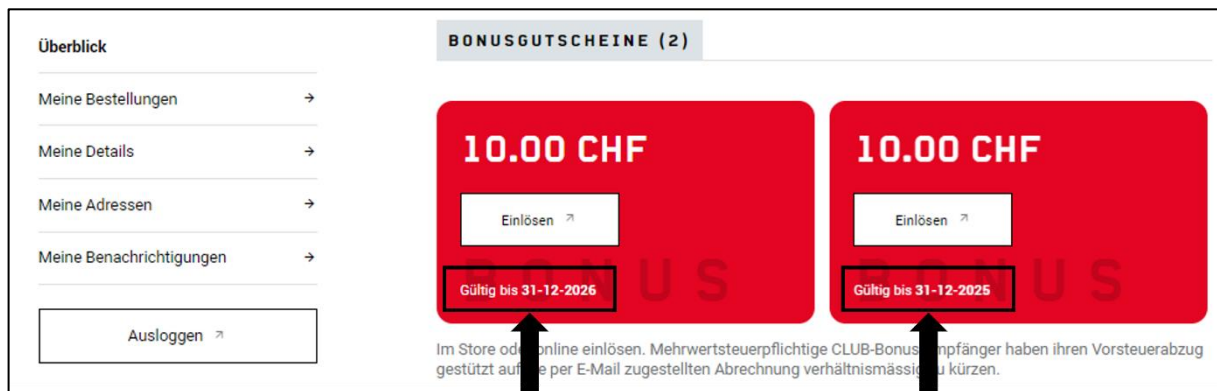 Überblick
Meine Bestellungen
Meine Details
Meine Adressen
Meine Benachrichtigungen
Ausloggen
BONUSGUTSCHEINE (2)
10.00 CHF
Einlösen
BONUS
Gültig bis 31-12-2026
10.00 CHF
Einlösen
BONUS
Gültig bis 31-12-2025
Im Store oder online einlösen. Mehrwertsteuerpflichtige CLUB-Bonusempfänger haben ihren Vorsteuerabzug
gestützt auf die per E-Mail zugestellten Abrechnung verhältnismässig zu kürzen.